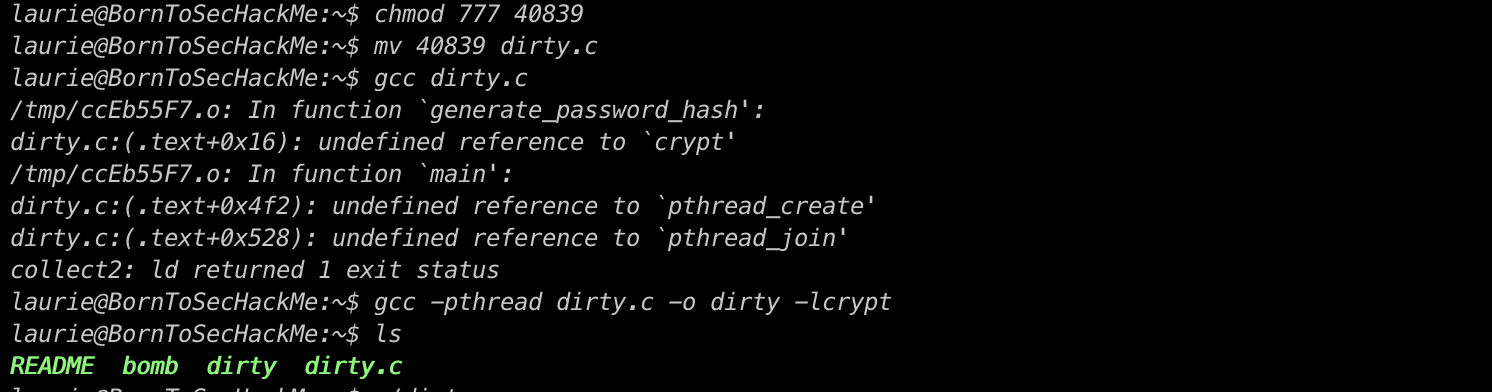 laurie@BornToSecHackMe:~$ chmod 777 40839
laurie@BornToSecHackMe:~$ mv 40839 dirty.c
laurie@BornToSecHackMe:~$ gcc dirty.c
/tmp/ccEb55F7.o: In function `generate_password_hash':
dirty.c:(.text+0x16): undefined reference to `crypt'
/tmp/ccEb55F7.o: In function `main':
dirty.c:(.text+0x4f2): undefined reference to `pthread_create'
dirty.c:(.text+0x528): undefined reference to `pthread_join'
collect2: ld returned 1 exit status
laurie@BornToSecHackMe:~$ gcc -pthread dirty.c -o dirty -lcrypt
laurie@BornToSecHackMe:~$ ls
README  bomb  dirty  dirty.c